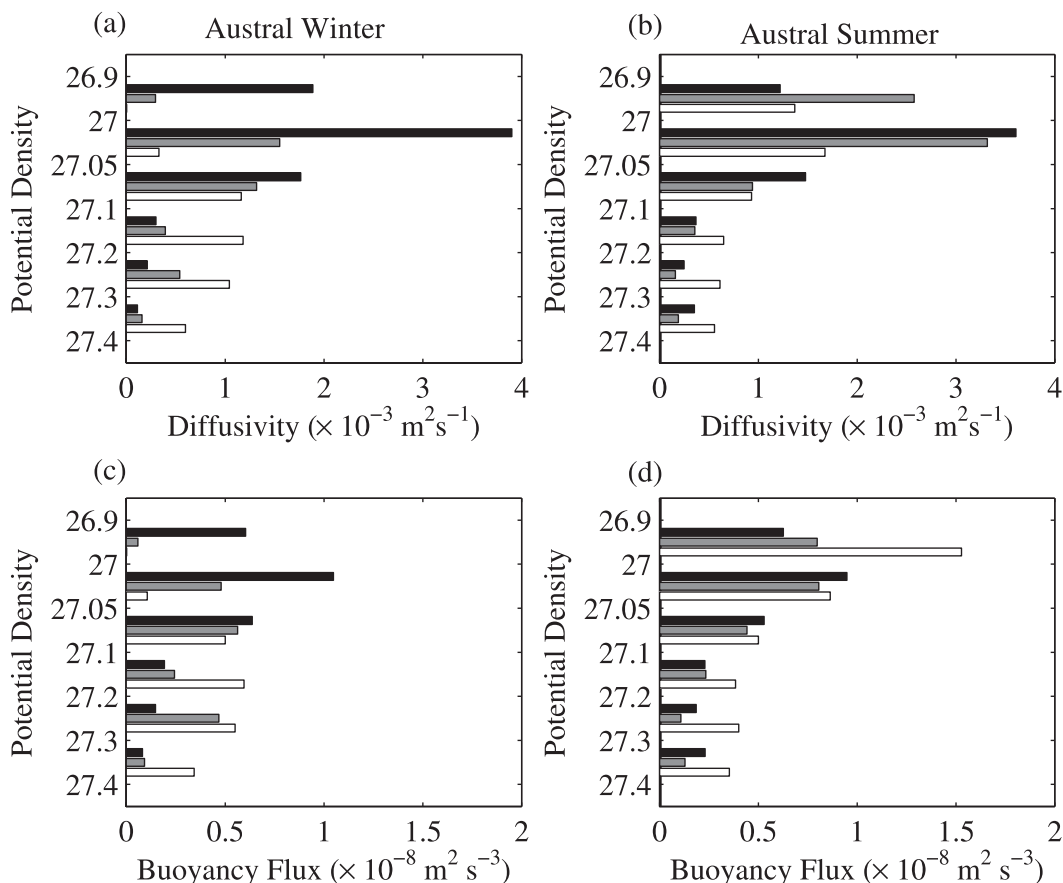 (a)
Austral Winter
Potential Density
26.9
27
27.05
27.1
27.2
27.3
27.4
0 1 2 3 4
Diffusivity (× 10⁻³ m²s⁻¹)
(b)
Austral Summer
Potential Density
26.9
27
27.05
27.1
27.2
27.3
27.4
0 1 2 3 4
Diffusivity (× 10⁻³ m²s⁻¹)
(c)
Potential Density
26.9
27
27.05
27.1
27.2
27.3
27.4
0 0.5 1 1.5 2
Buoyancy Flux (× 10⁻⁸ m² s⁻³)
(d)
Potential Density
26.9
27
27.05
27.1
27.2
27.3
27.4
0 0.5 1 1.5 2
Buoyancy Flux (× 10⁻⁸ m² s⁻³)